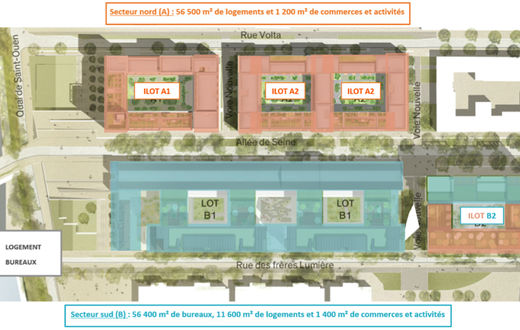 Secteur nord (A) : 56 500 m² de logements et 1 200 m² de commerces et activités
Rue Volta
Quai de Saint-Ouen
ILOT A1
Voie Nouvelle
ILOT A2
ILOT A2
Voie Nouvelle
Allée de Seine
LOT
B1
LOT
B1
Voie Nouvelle
ILOT B2
LOGEMENT
BUREAUX
Rue des frères Lumière
Secteur sud (B) : 56 400 m² de bureaux, 11 600 m² de logements et 1 400 m² de commerces et activités